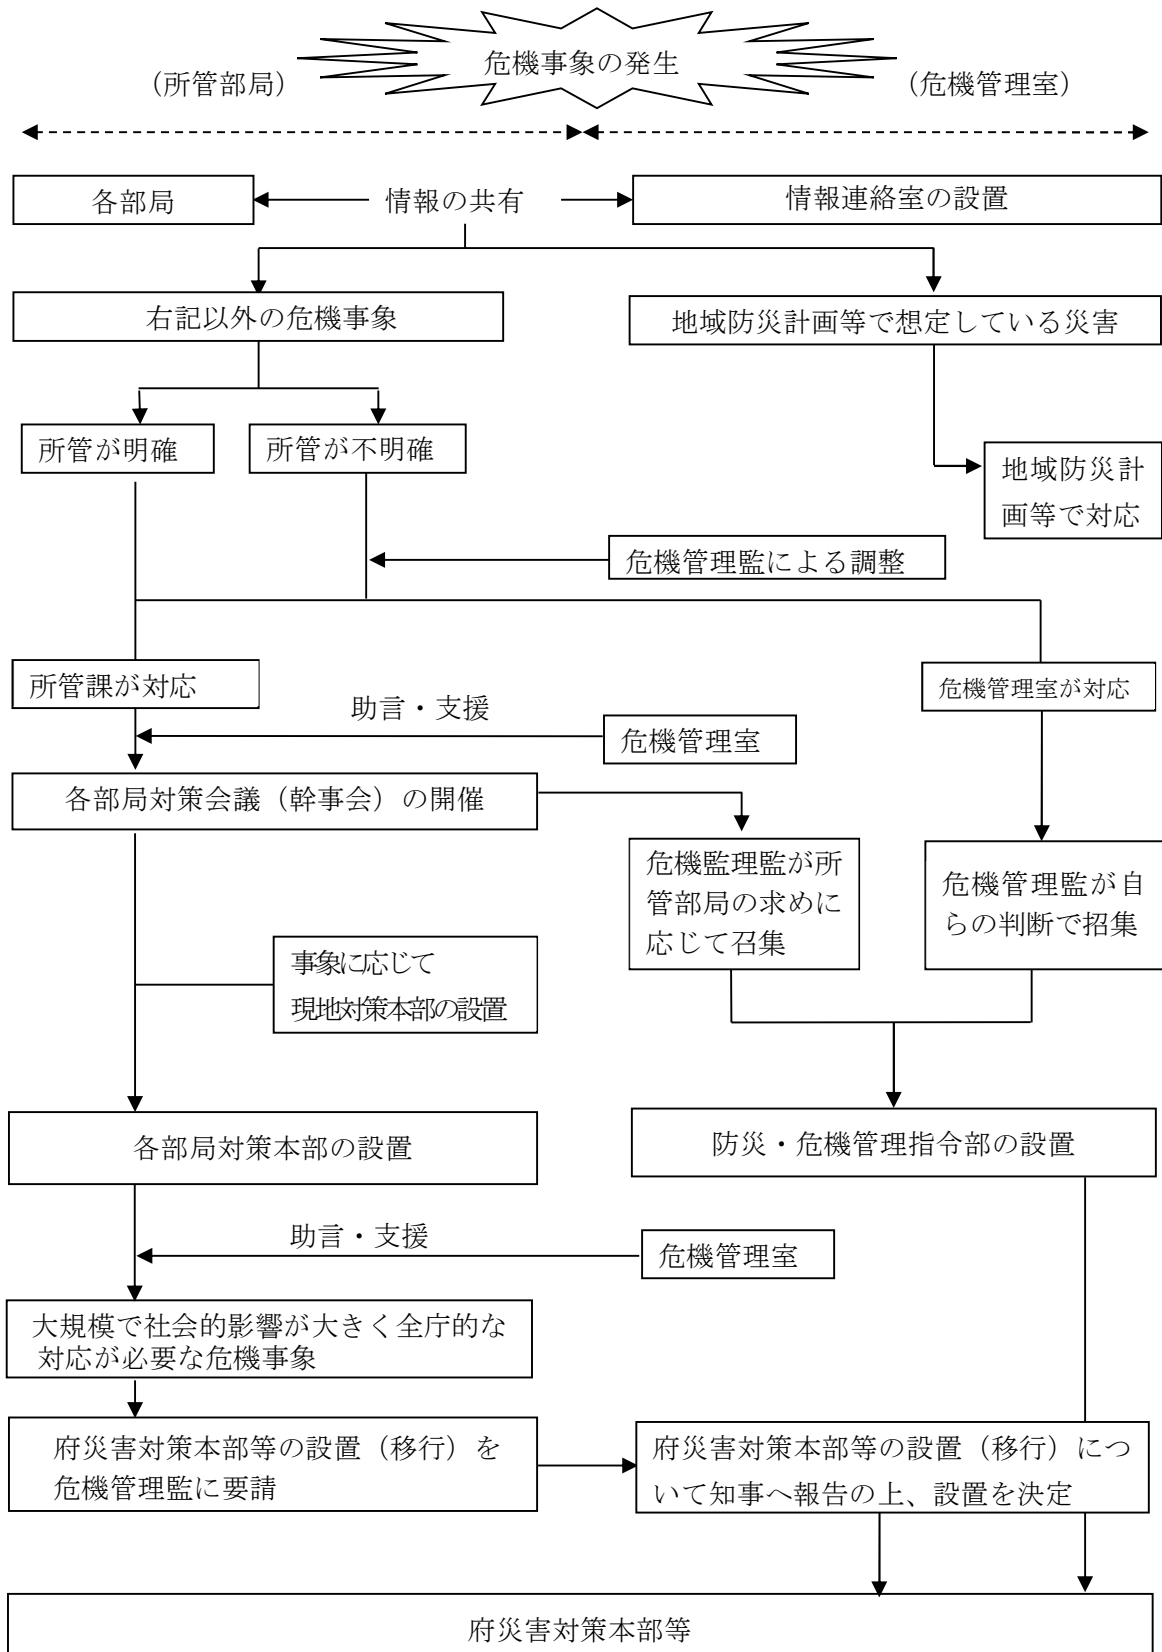 危機事象の発生
（所管部局）
（危機管理室）
各部局
情報の共有
情報連絡室の設置
右記以外の危機事象
地域防災計画等で想定している災害
所管が明確
所管が不明確
地域防災計
画等で対応
危機管理監による調整
所管課が対応
危機管理室が対応
助言・支援
危機管理室
各部局対策会議（幹事会）の開催
危機監理監が所
管部局の求めに
応じて召集
危機管理監が自
らの判断で招集
事象に応じて
現地対策本部の設置
各部局対策本部の設置
防災・危機管理指令部の設置
助言・支援
危機管理室
大規模で社会的影響が大きく全庁的な
対応が必要な危機事象
府災害対策本部等の設置（移行）を
危機管理監に要請
府災害対策本部等の設置（移行）につ
いて知事へ報告の上、設置を決定
府災害対策本部等